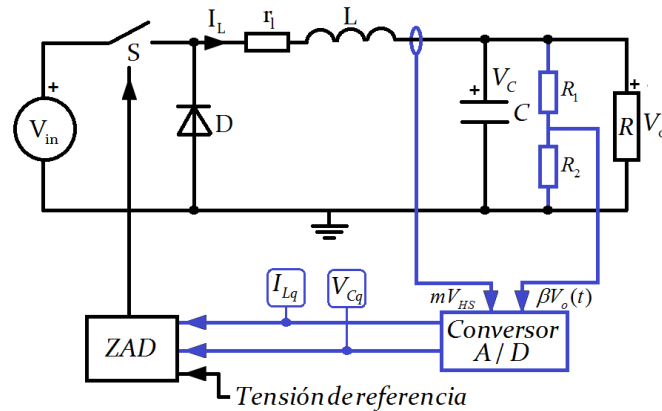 I_L
r_l
L
S
V_in
D
V_C
C
R_1
R_2
R
V_o
I_Lq
V_Cq
mV_HS
βV_o(t)
ZAD
Conversor
A / D
Tensión de referencia